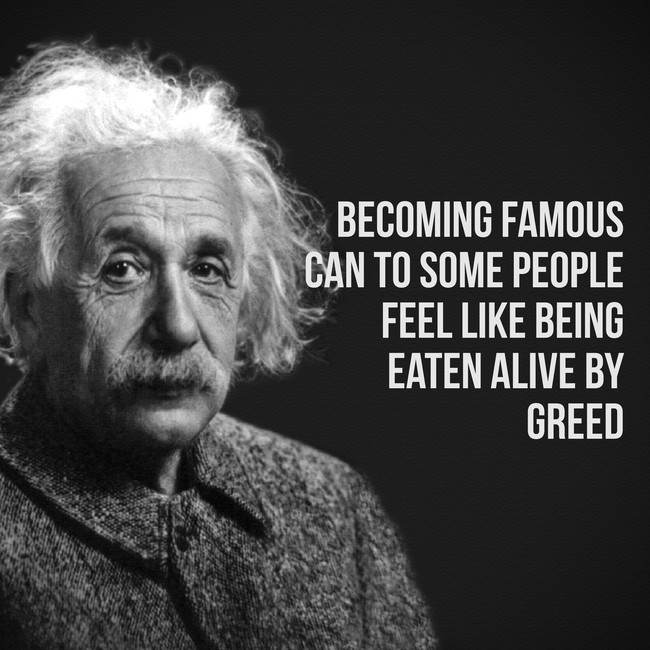 BECOMING FAMOUS
CAN TO SOME PEOPLE
FEEL LIKE BEING
EATEN ALIVE BY
GREED